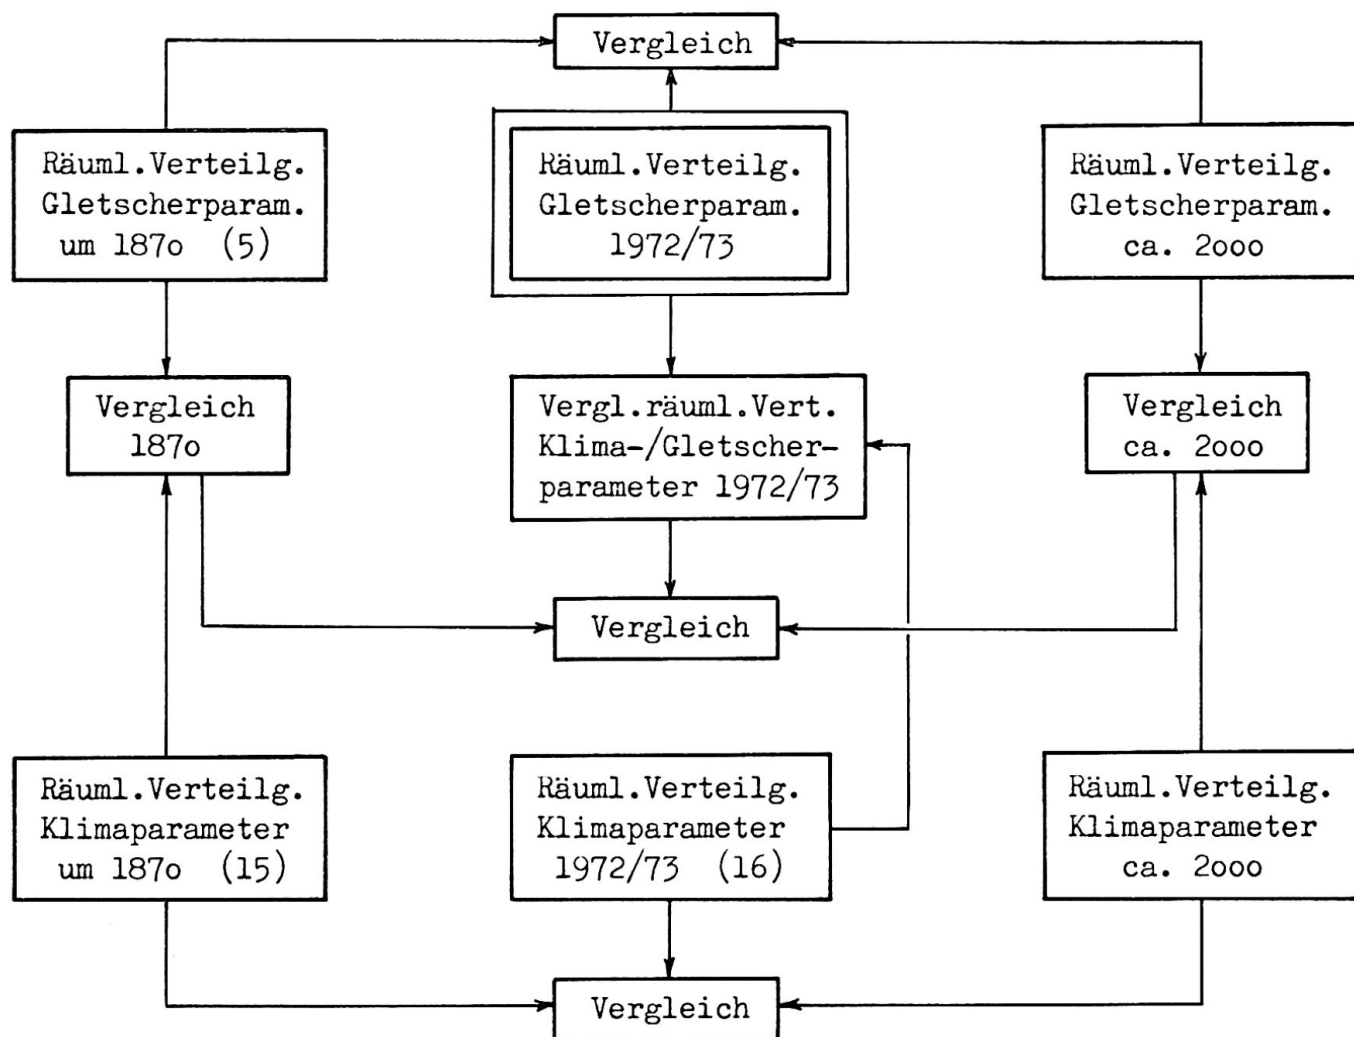 Vergleich
Räuml.Verteilg.
Gletscherparam.
um 187o (5)
Räuml.Verteilg.
Gletscherparam.
1972/73
Räuml.Verteilg.
Gletscherparam.
ca. 2ooo
Vergleich
187o
Vergl.räuml.Vert.
Klima-/Gletscher-
parameter 1972/73
Vergleich
ca. 2ooo
Vergleich
Räuml.Verteilg.
Klimaparameter
um 187o (15)
Räuml.Verteilg.
Klimaparameter
1972/73 (16)
Räuml.Verteilg.
Klimaparameter
ca. 2ooo
Vergleich